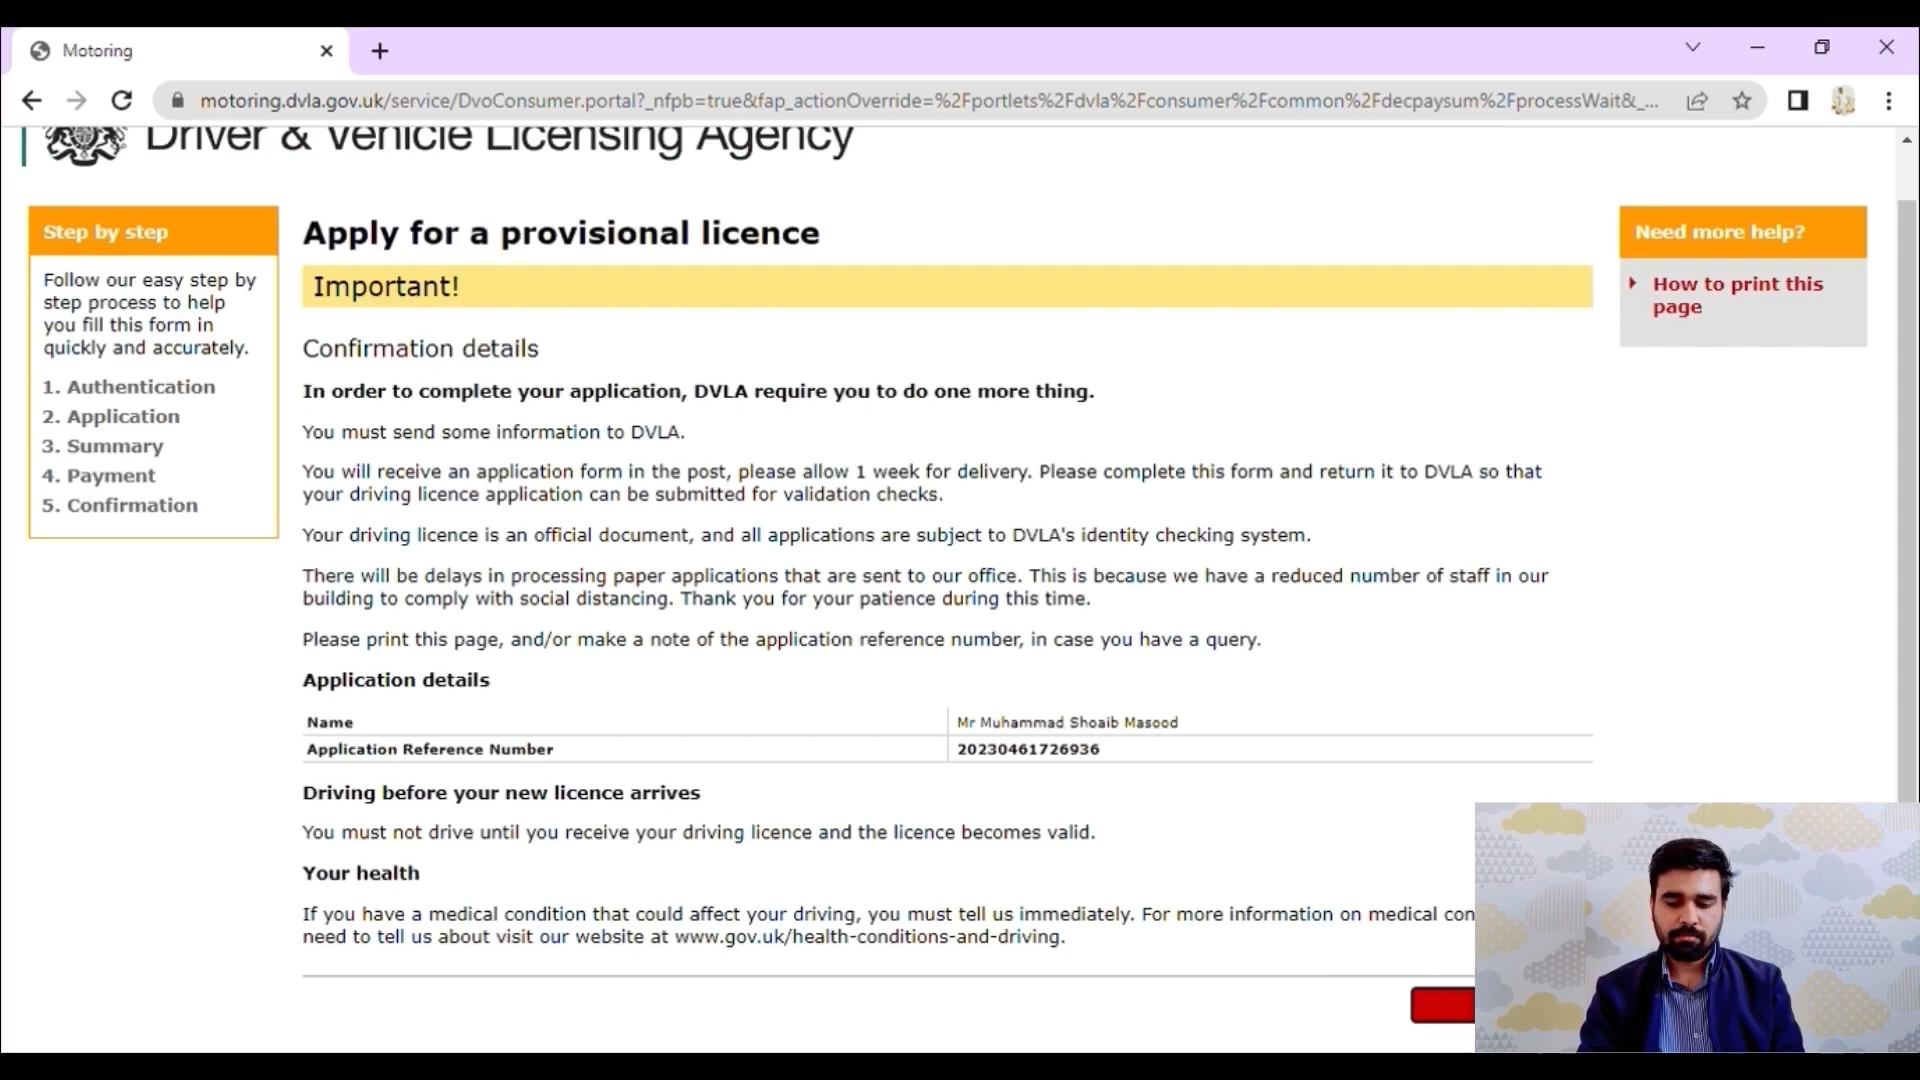 Motoring
motoring.dvla.gov.uk/service/DvoConsumer.portal?_nfpb=true&fap_actionOverride=%2Fportlets%2Fdvla%2Fconsumer%2Fcommon%2Fdecpaysum%2FprocessWait&_...
Driver & Vehicle Licensing Agency
Step by step
Follow our easy step by
step process to help
you fill this form in
quickly and accurately.
1. Authentication
2. Application
3. Summary
4. Payment
5. Confirmation
Apply for a provisional licence
Important!
Confirmation details
In order to complete your application, DVLA require you to do one more thing.
You must send some information to DVLA.
You will receive an application form in the post, please allow 1 week for delivery. Please complete this form and return it to DVLA so that
your driving licence application can be submitted for validation checks.
Your driving licence is an official document, and all applications are subject to DVLA's identity checking system.
There will be delays in processing paper applications that are sent to our office. This is because we have a reduced number of staff in our
building to comply with social distancing. Thank you for your patience during this time.
Please print this page, and/or make a note of the application reference number, in case you have a query.
Application details
Name Mr Muhammad Shoaib Masood
Application Reference Number 20230461726936
Driving before your new licence arrives
You must not drive until you receive your driving licence and the licence becomes valid.
Your health
If you have a medical condition that could affect your driving, you must tell us immediately. For more information on medical con
need to tell us about visit our website at www.gov.uk/health-conditions-and-driving.
Need more help?
How to print this
page